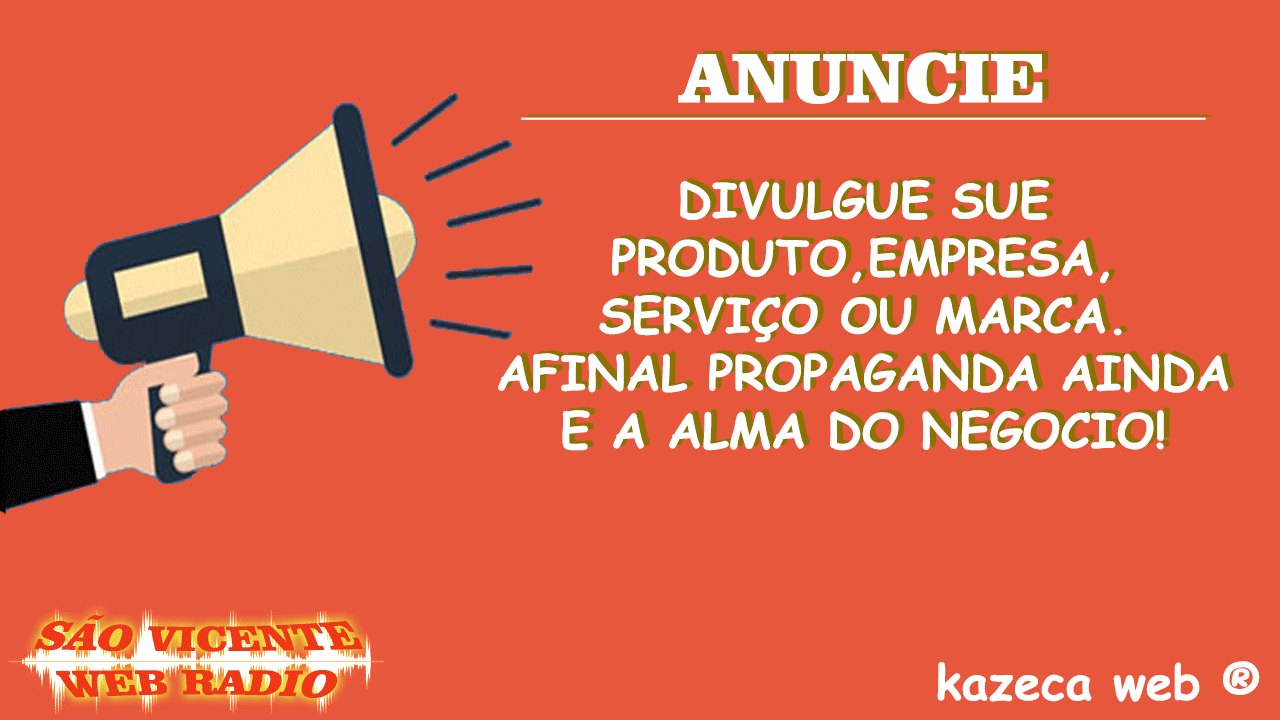 ANUNCIE
DIVULGUE SUE
PRODUTO,EMPRESA,
SERVIÇO OU MARCA.
AFINAL PROPAGANDA AINDA
E A ALMA DO NEGOCIO!
SÃO VICENTE
WEB RADIO
kazeca web ®